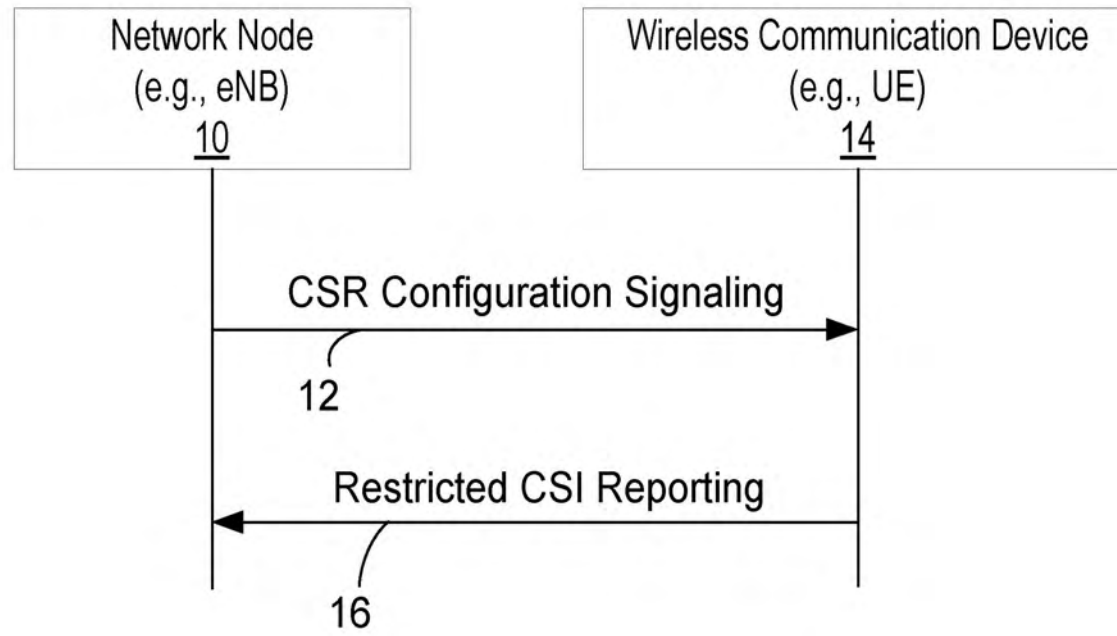 Network Node
(e.g., eNB)
10
Wireless Communication Device
(e.g., UE)
14
CSR Configuration Signaling
12
Restricted CSI Reporting
16